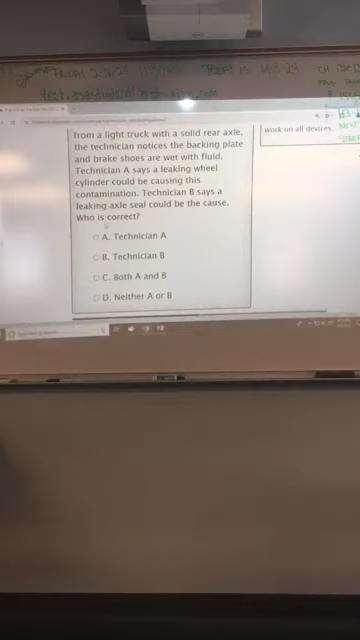 from a light truck with a solid rear axle,
the technician notices the backing plate
and brake shoes are wet with fluid.
Technician A says a leaking wheel
cylinder could be causing this
contamination. Technician B says a
leaking axle seal could be the cause.
Who is correct?
A. Technician A
B. Technician B
C. Both A and B
D. Neither A or B
work on all devices.